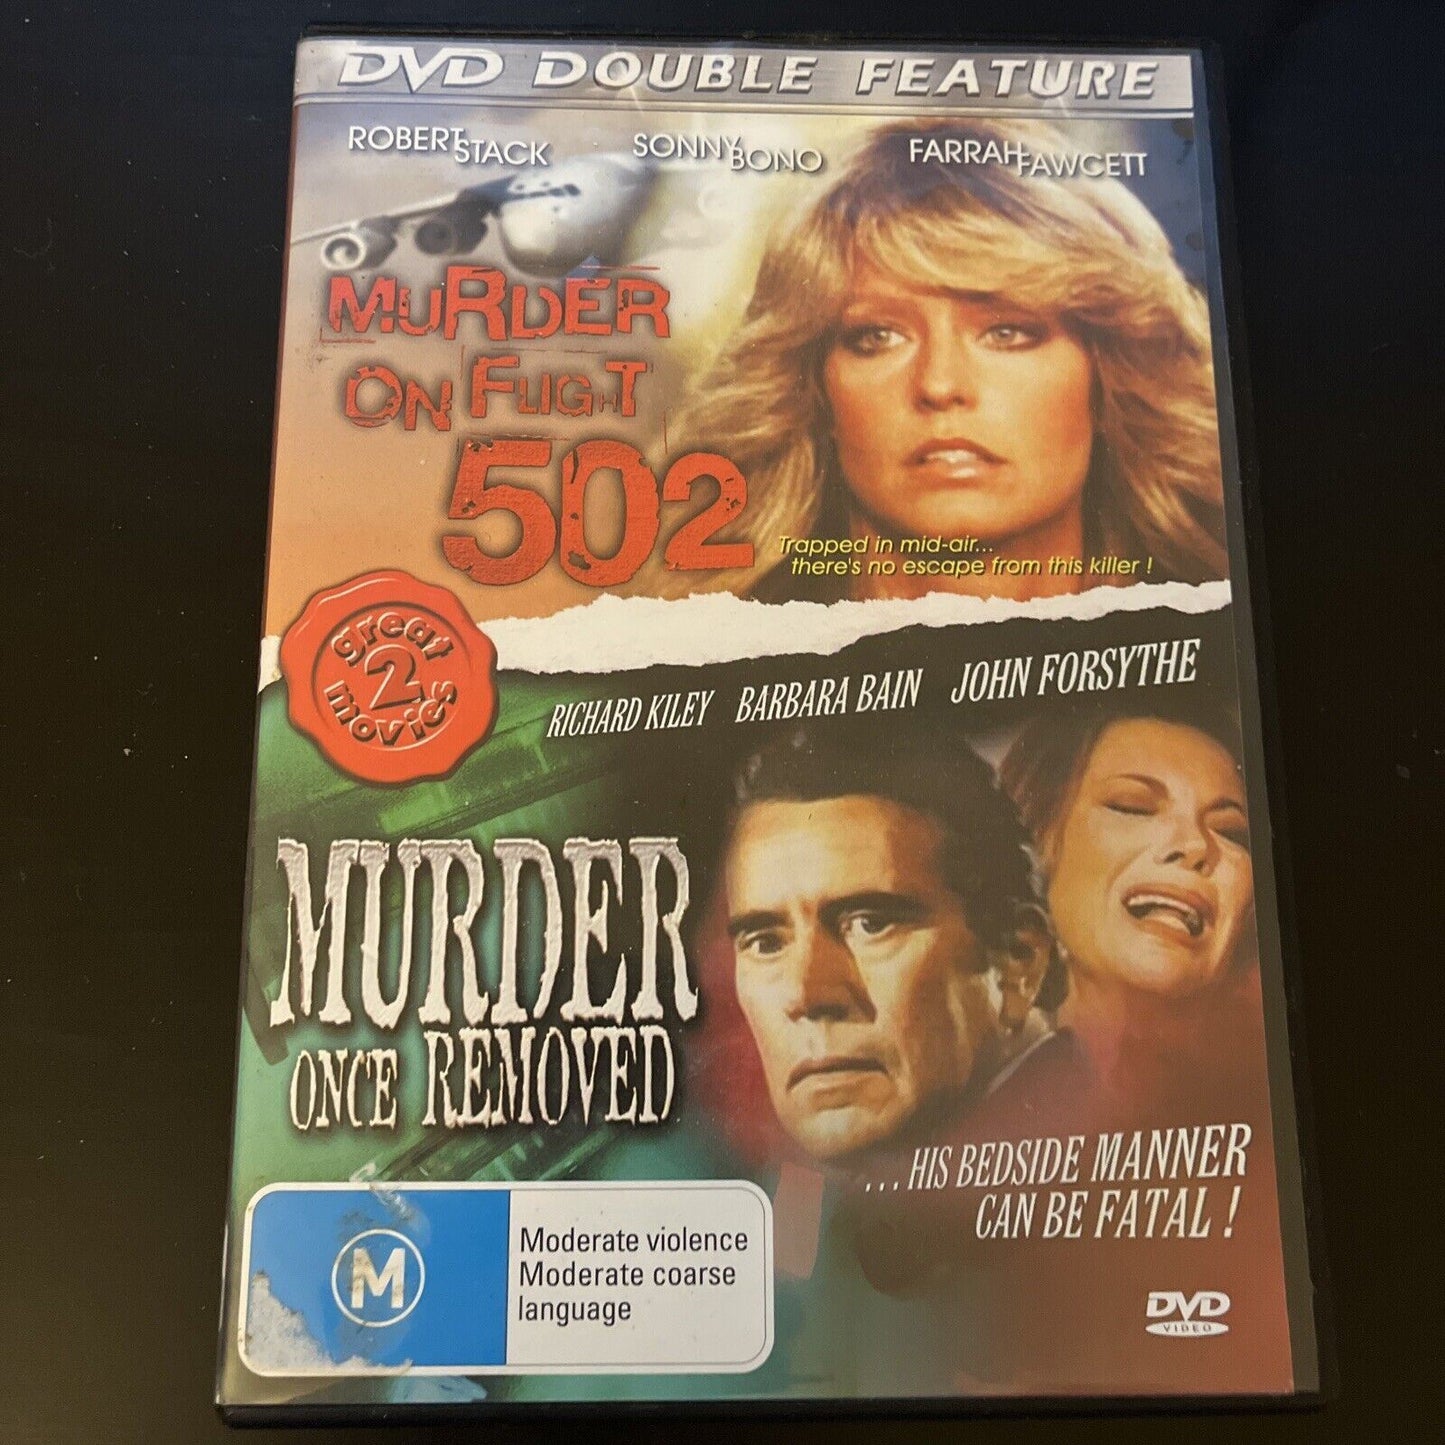 DVD DOUBLE FEATURE
ROBERT STACK
SONNY BONO
FARRAH FAWCETT
MURDER
ON FLIGHT
502
Trapped in mid-air...
there's no escape from this killer !
great
2
movies
RICHARD KILEY BARBARA BAIN JOHN FORSYTHE
MURDER
ONCE REMOVED
...HIS BEDSIDE MANNER
CAN BE FATAL !
M
Moderate violence
Moderate coarse
language
DVD
VIDEO